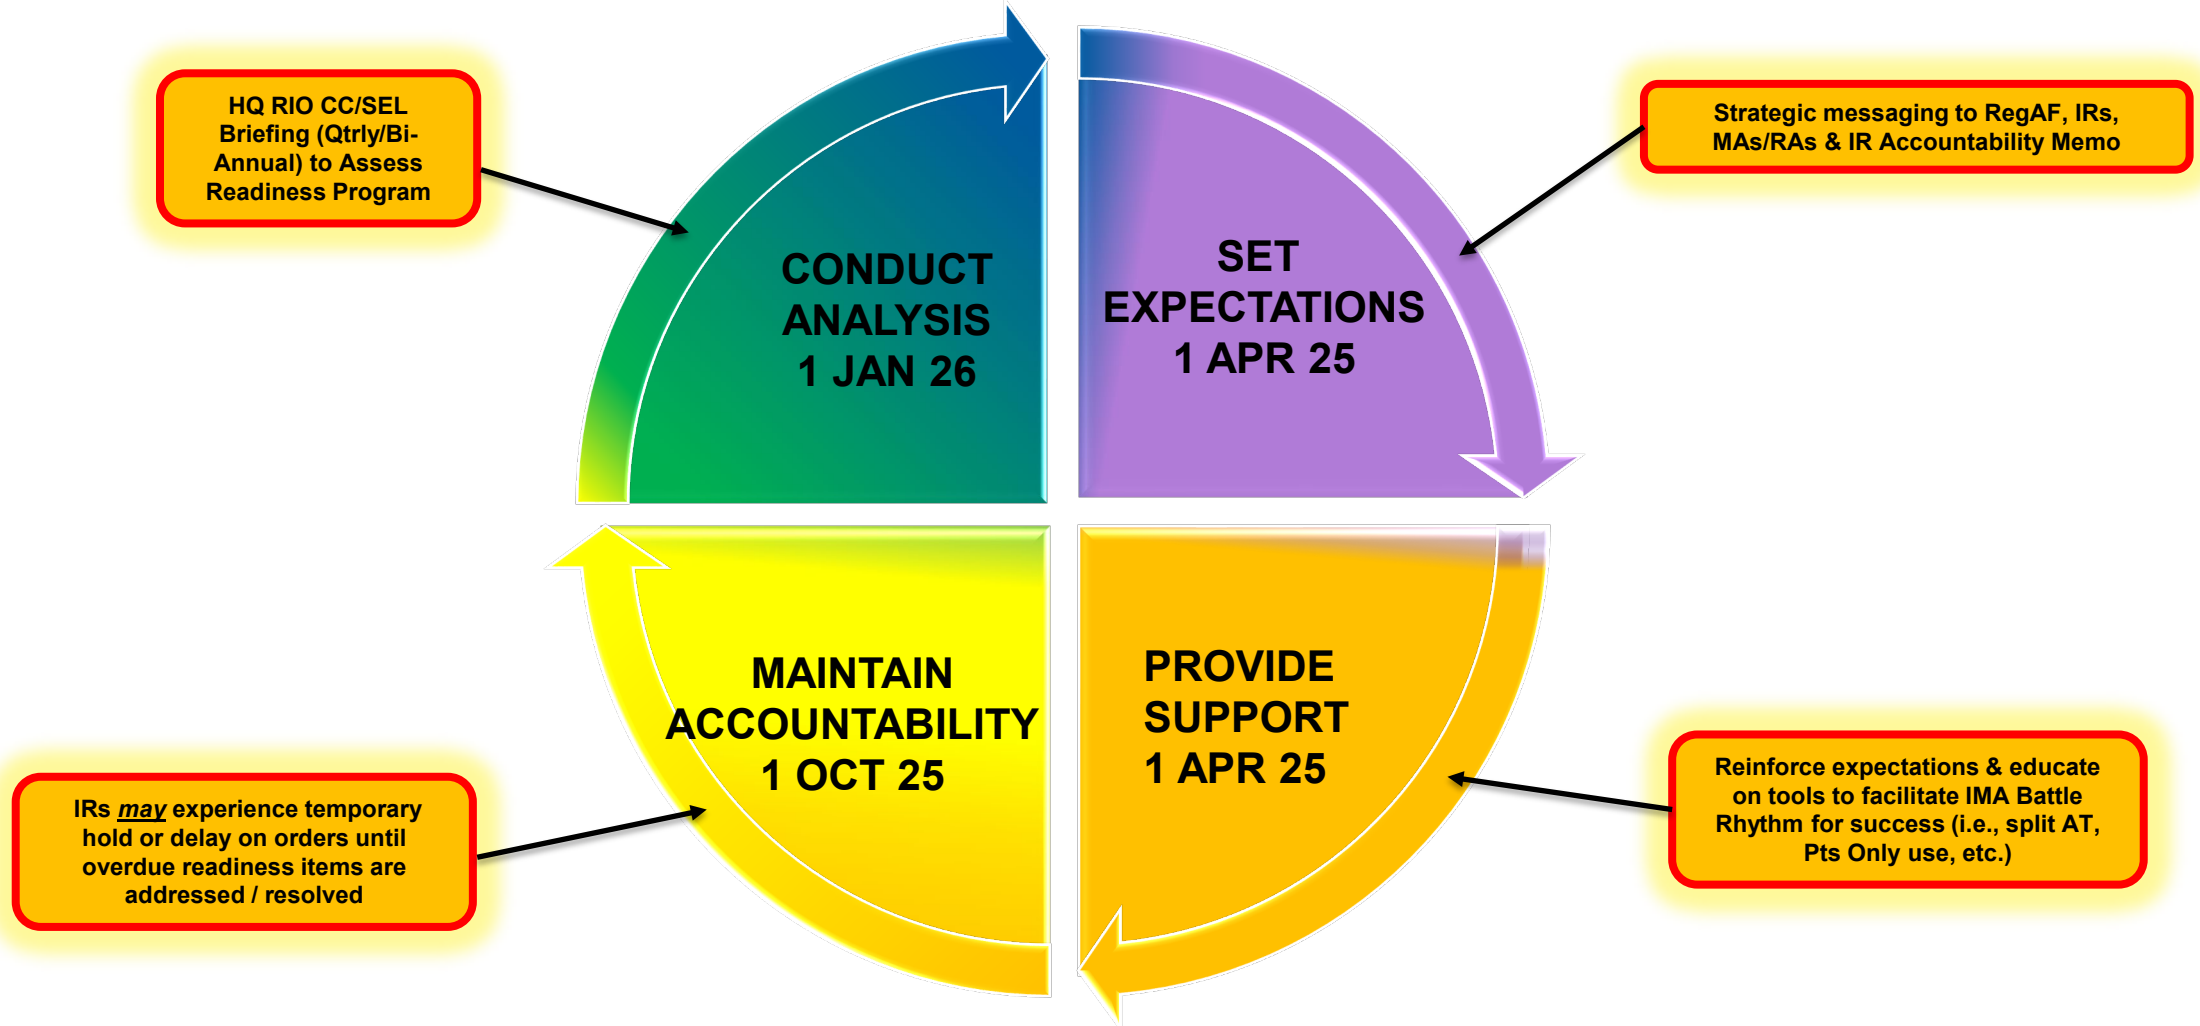 HQ RIO CC/SEL
Briefing (Qtrly/Bi-
Annual) to Assess
Readiness Program
Strategic messaging to RegAF, IRs,
MAs/RAs & IR Accountability Memo
CONDUCT
ANALYSIS
1 JAN 26
SET
EXPECTATIONS
1 APR 25
MAINTAIN
ACCOUNTABILITY
1 OCT 25
PROVIDE
SUPPORT
1 APR 25
IRs may experience temporary
hold or delay on orders until
overdue readiness items are
addressed / resolved
Reinforce expectations & educate
on tools to facilitate IMA Battle
Rhythm for success (i.e., split AT,
Pts Only use, etc.)